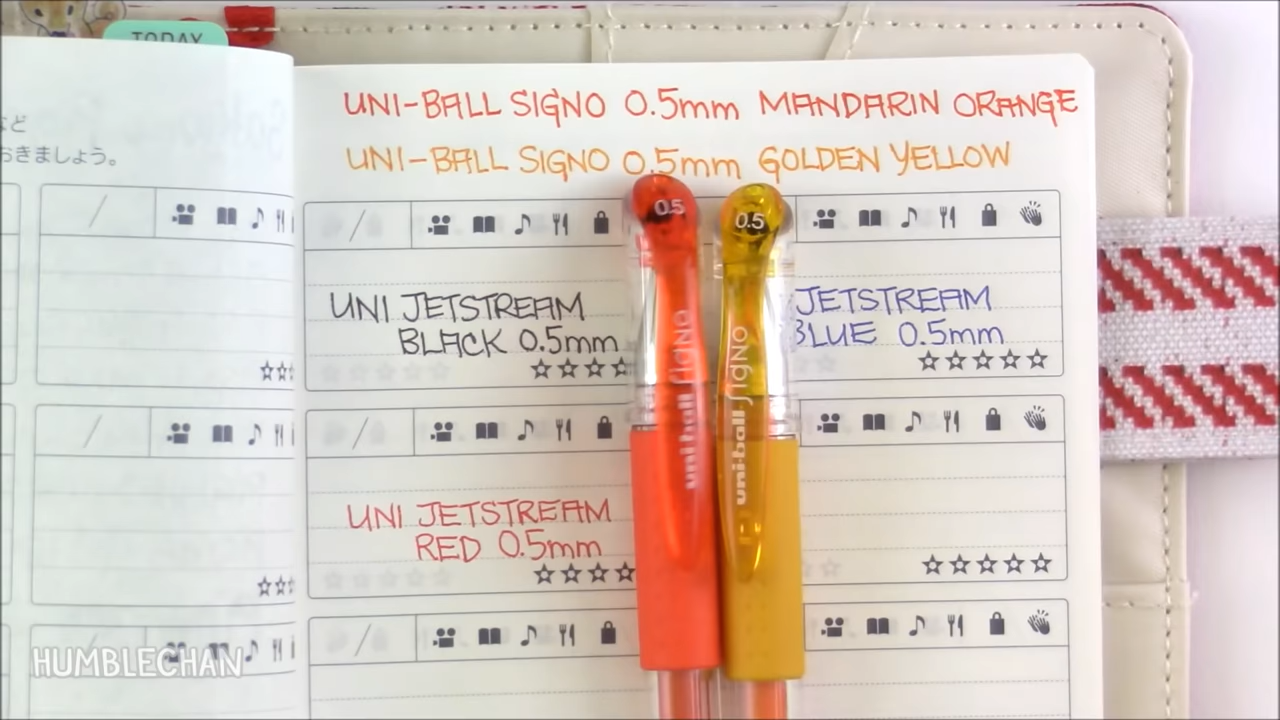 TODAY
など
おきましょう。
UNI-BALL SIGNO 0.5mm MANDARIN ORANGE
UNI-BALL SIGNO 0.5mm GOLDEN YELLOW
0.5
0.5
UNI JETSTREAM
BLACK 0.5mm
JETSTREAM
BLUE 0.5mm
uni-ball SigNO
uni-ball SigNO
UNI JETSTREAM
RED 0.5mm
HUMBLECHAN